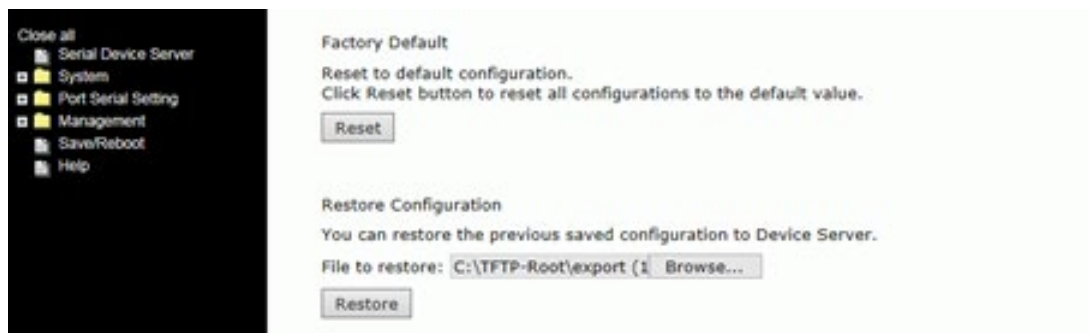 Close all
Serial Device Server
System
Port Serial Setting
Management
Save/Reboot
Help
Factory Default
Reset to default configuration.
Click Reset button to reset all configurations to the default value.
Reset
Restore Configuration
You can restore the previous saved configuration to Device Server.
File to restore: C:\TFTP-Root\export (1 Browse...
Restore